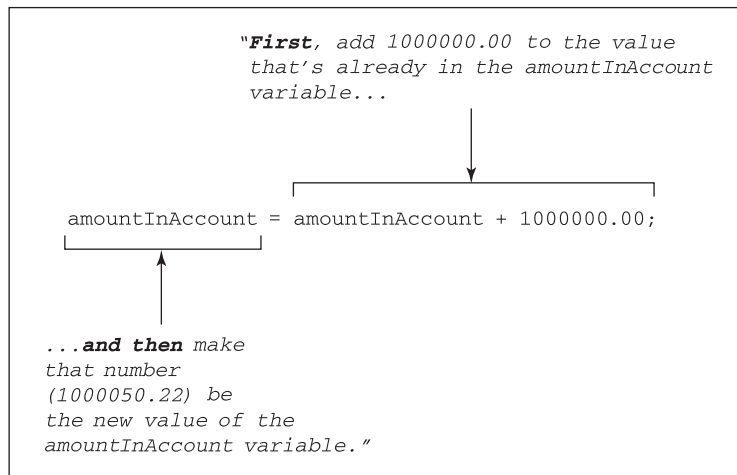 "First, add 1000000.00 to the value
that's already in the amountInAccount
variable...
amountInAccount = amountInAccount + 1000000.00;
...and then make
that number
(1000050.22) be
the new value of the
amountInAccount variable."